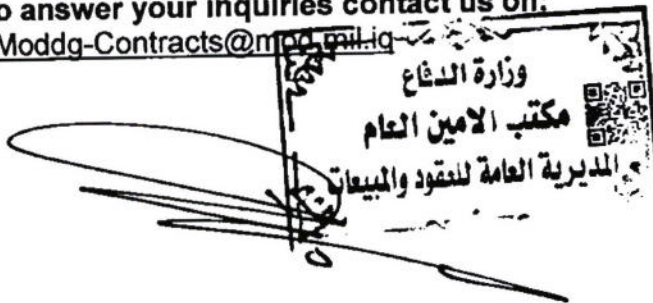 o answer your inquiries contact us on:
Moddg-Contracts@mod.mil.iq
وزارة الدفاع
مكتب الامين العام
المديرية العامة للعقود والمبيعات